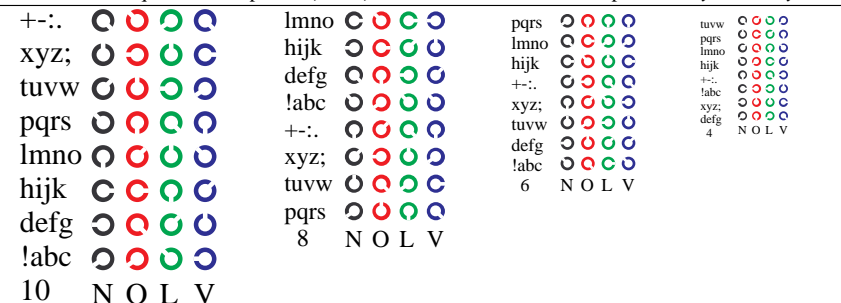 +-:.
xyz;
tuvw
pqrs
lmno
hijk
defg
!abc
10 N O L V
lmno
hijk
defg
!abc
+-:.
xyz;
tuvw
pqrs
8 N O L V
pqrs
lmno
hijk
+-:.
xyz;
tuvw
defg
!abc
6 N O L V
tuvw
pqrs
lmno
hijk
+-:.
!abc
xyz;
defg
4 N O L V